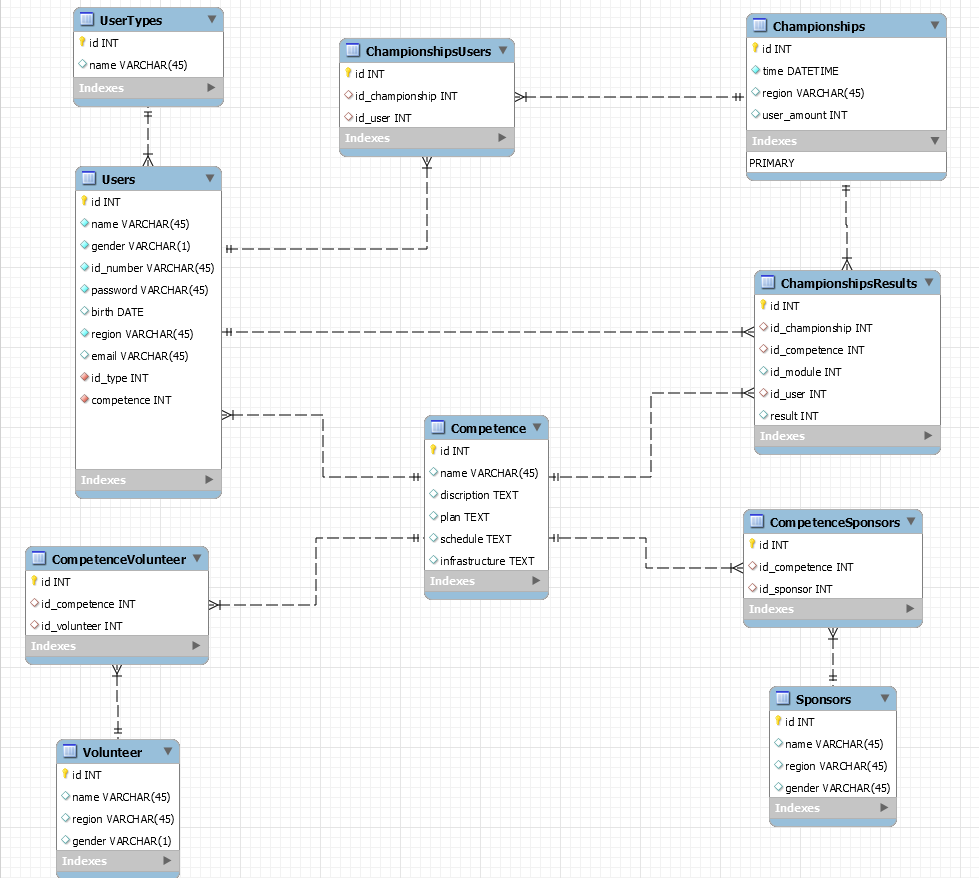 UserTypes
id INT
name VARCHAR(45)
Indexes
ChampionshipsUsers
id INT
id_championship INT
id_user INT
Indexes
Championships
id INT
time DATETIME
region VARCHAR(45)
user_amount INT
Indexes
PRIMARY
Users
id INT
name VARCHAR(45)
gender VARCHAR(1)
id_number VARCHAR(45)
password VARCHAR(45)
birth DATE
region VARCHAR(45)
email VARCHAR(45)
id_type INT
competence INT
Indexes
ChampionshipsResults
id INT
id_championship INT
id_competence INT
id_module INT
id_user INT
result INT
Indexes
Competence
id INT
name VARCHAR(45)
discription TEXT
plan TEXT
schedule TEXT
infrastructure TEXT
Indexes
CompetenceSponsors
id INT
id_competence INT
id_sponsor INT
Indexes
CompetenceVolunteer
id INT
id_competence INT
id_volunteer INT
Indexes
Sponsors
id INT
name VARCHAR(45)
region VARCHAR(45)
gender VARCHAR(45)
Indexes
Volunteer
id INT
name VARCHAR(45)
region VARCHAR(45)
gender VARCHAR(1)
Indexes